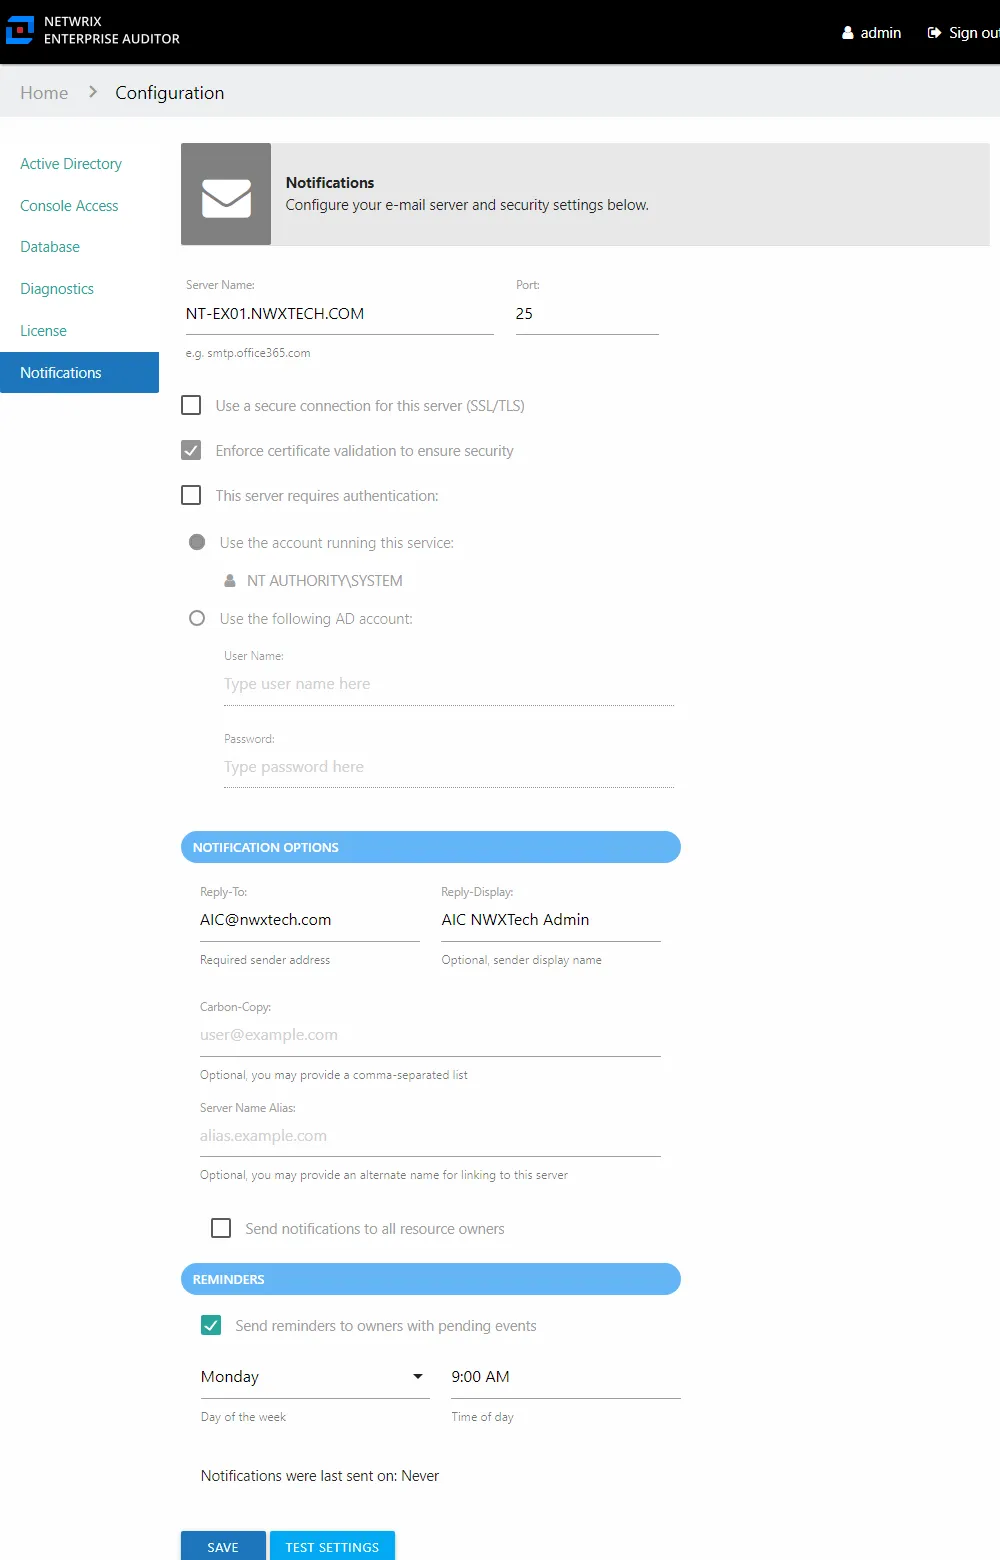 NETWRIX
ENTERPRISE AUDITOR
admin
Sign out
Home > Configuration
Active Directory
Console Access
Database
Diagnostics
License
Notifications
Notifications
Configure your e-mail server and security settings below.
Server Name:
Port:
NT-EX01.NWXTECH.COM
25
e.g. smtp.office365.com
Use a secure connection for this server (SSL/TLS)
Enforce certificate validation to ensure security
This server requires authentication:
Use the account running this service:
NT AUTHORITY\SYSTEM
Use the following AD account:
User Name:
Type user name here
Password:
Type password here
NOTIFICATION OPTIONS
Reply-To:
Reply-Display:
AIC@nwxtech.com
AIC NWXTech Admin
Required sender address
Optional, sender display name
Carbon-Copy:
user@example.com
Optional, you may provide a comma-separated list
Server Name Alias:
alias.example.com
Optional, you may provide an alternate name for linking to this server
Send notifications to all resource owners
REMINDERS
Send reminders to owners with pending events
Monday
9:00 AM
Day of the week
Time of day
Notifications were last sent on: Never
SAVE
TEST SETTINGS